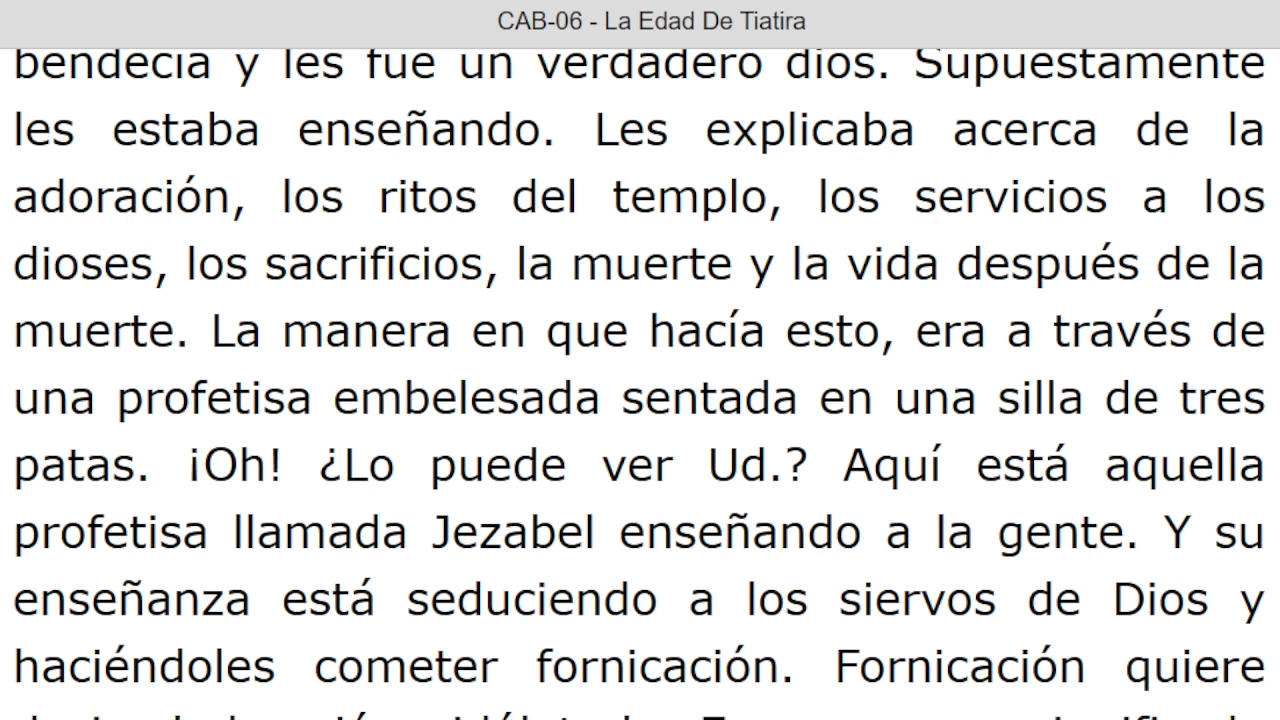 CAB-06 - La Edad De Tiatira
bendecía y les fue un verdadero dios. Supuestamente
les estaba enseñando. Les explicaba acerca de la
adoración, los ritos del templo, los servicios a los
dioses, los sacrificios, la muerte y la vida después de la
muerte. La manera en que hacía esto, era a través de
una profetisa embelesada sentada en una silla de tres
patas. ¡Oh! ¿Lo puede ver Ud.? Aquí está aquella
profetisa llamada Jezabel enseñando a la gente. Y su
enseñanza está seduciendo a los siervos de Dios y
haciéndoles cometer fornicación. Fornicación quiere